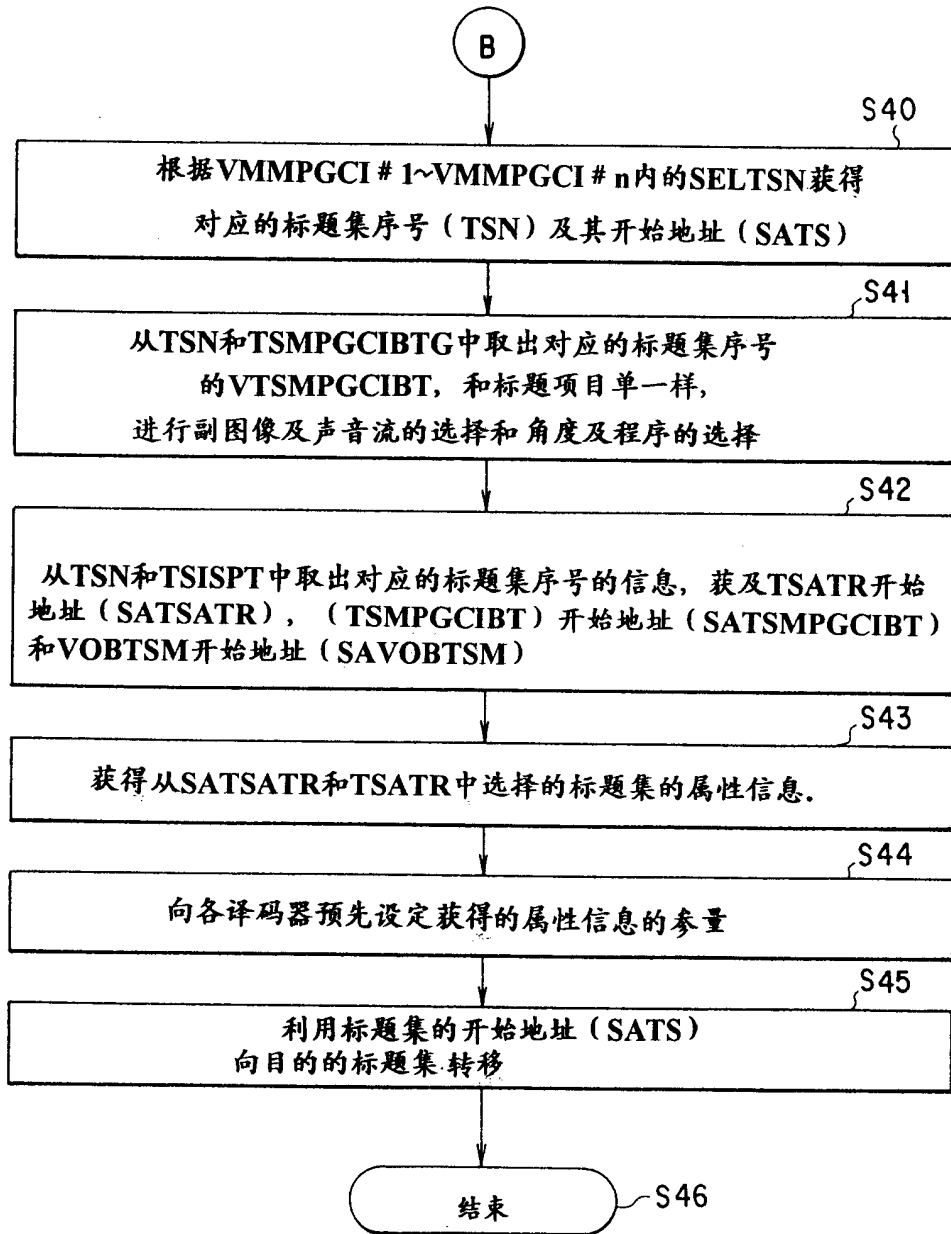 B
S40
根据VMMPGCI # 1~VMMPGCI # n内的SELTSN获得
对应的标题集序号（TSN）及其开始地址（SATS）
S41
从TSN和TSMPGCIBTG中取出对应的标题集序号
的VTSMPGCIBT，和标题项目单一样，
进行副图像及声音流的选择和角度及程序的选择
S42
从TSN和TSISPT中取出对应的标题集序号的信息，获及TSATR开始
地址（SATSATR），（TSMPGCIBT）开始地址（SATSMPGCIBT）
和VOBTSM开始地址（SAVOBTSM）
S43
获得从SATSATR和TSATR中选择的标题集的属性信息.
S44
向各译码器预先设定获得的属性信息的参量
S45
利用标题集的开始地址（SATS）
向目的的标题集转移
结束
S46